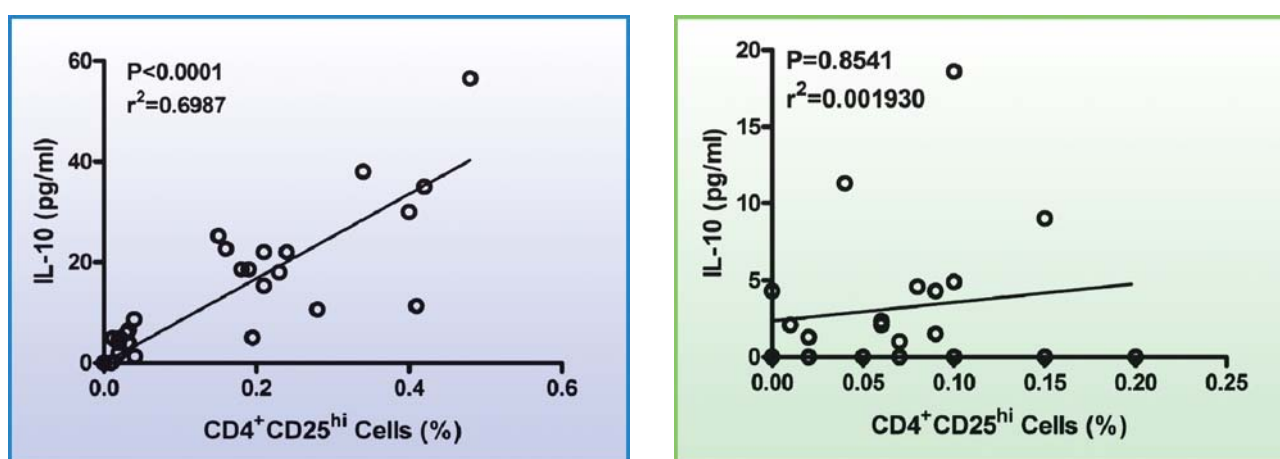 P<0.0001
r²=0.6987
60
40
20
0
IL-10 (pg/ml)
0.0 0.2 0.4 0.6
CD4⁺CD25ʰⁱ Cells (%)
P=0.8541
r²=0.001930
20
15
10
5
0
IL-10 (pg/ml)
0.00 0.05 0.10 0.15 0.20 0.25
CD4⁺CD25ʰⁱ Cells (%)